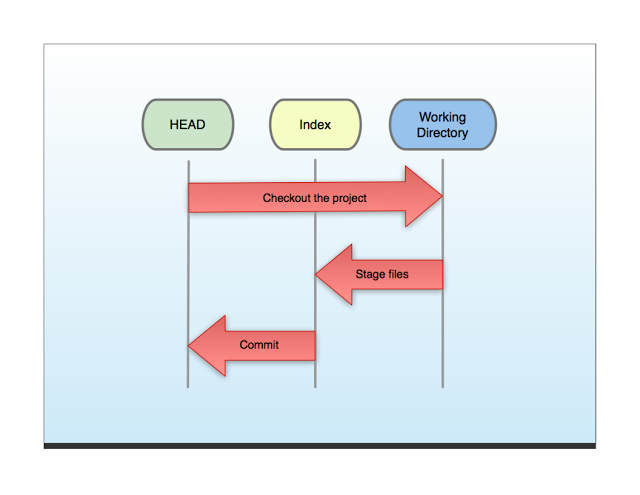 HEAD
Index
Working
Directory
Checkout the project
Stage files
Commit